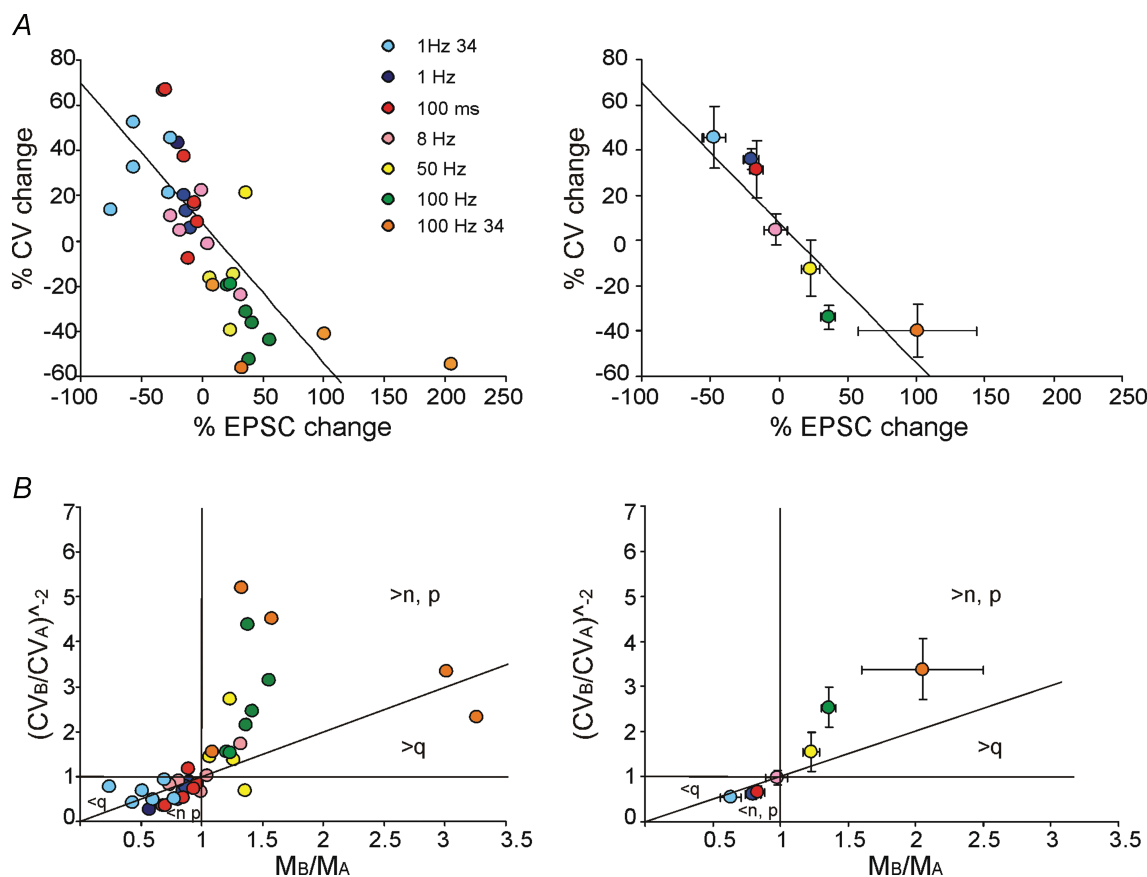 A
80
60
40
20
0
-20
-40
-60
% CV change
-100
-50
0
50
100
150
200
250
% EPSC change
1Hz 34
1 Hz
100 ms
8 Hz
50 Hz
100 Hz
100 Hz 34
80
60
40
20
0
-20
-40
-60
% CV change
-100
-50
0
50
100
150
200
250
% EPSC change
B
7
6
5
4
3
2
1
0
(CVB/CVA)^-2
>n, p
>q
<q
<n p
0.5
1
1.5
2
2.5
3
3.5
MB/MA
7
6
5
4
3
2
1
0
(CVB/CVA)^-2
>n, p
>q
<q
<n, p
0.5
1
1.5
2
2.5
3
3.5
MB/MA